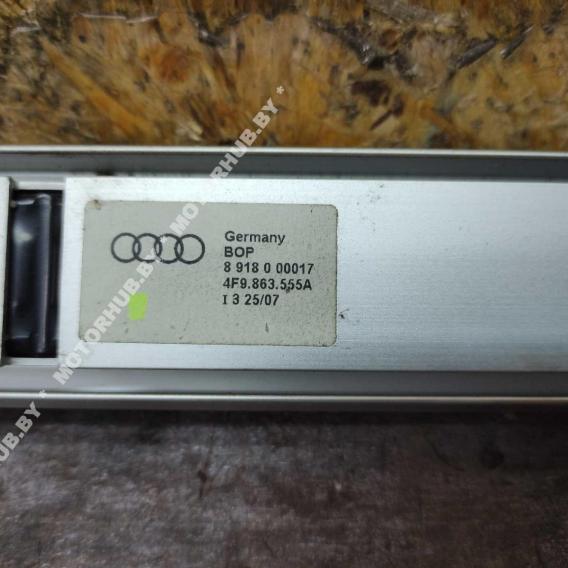 Germany
BOP
8 918 0 00017
4F9.863.555A
I 3 25/07
* MOTORHUB.BY * MOTORHUB.BY *